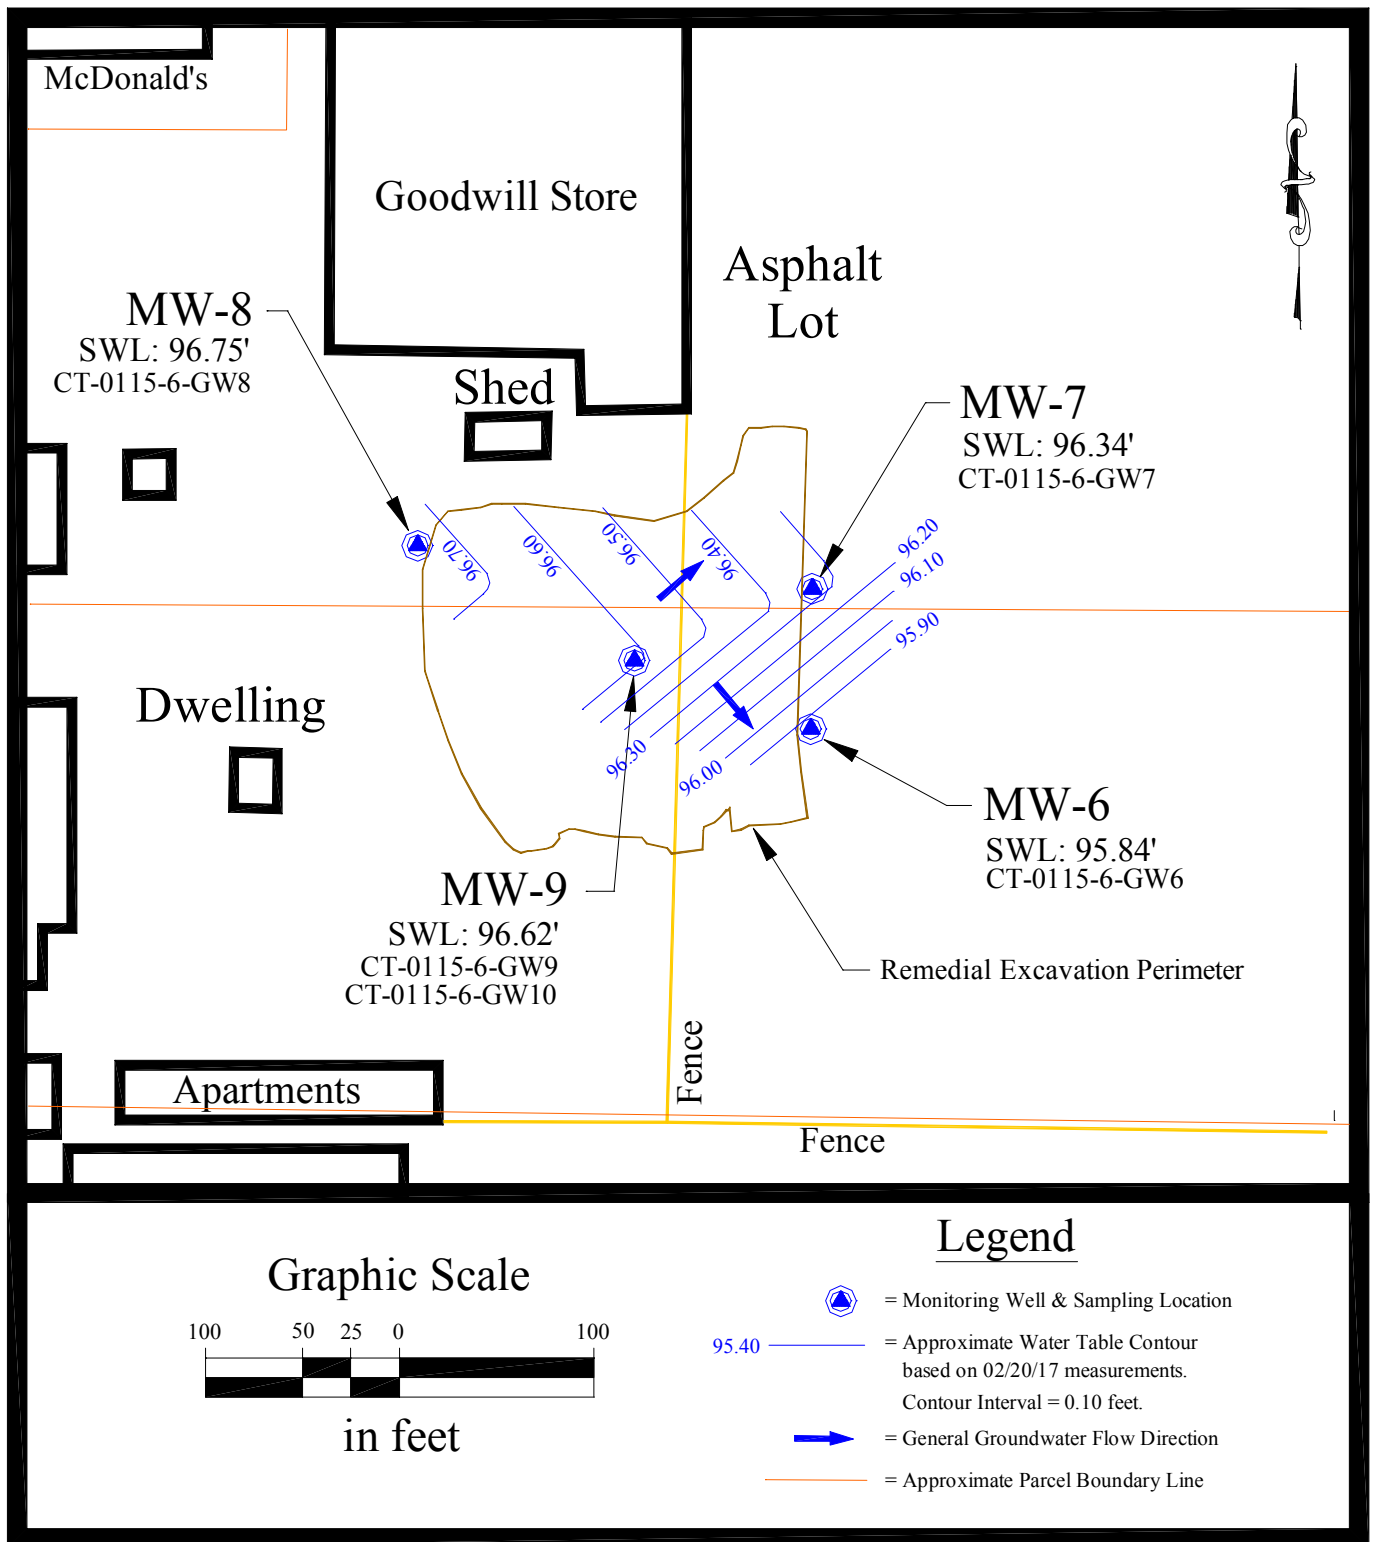 McDonald's
Goodwill Store
Asphalt
Lot
MW-8
SWL: 96.75'
CT-0115-6-GW8
Shed
MW-7
SWL: 96.34'
CT-0115-6-GW7
96.70
96.60
96.50
96.40
96.20
96.10
95.90
96.30
96.00
Dwelling
MW-6
SWL: 95.84'
CT-0115-6-GW6
MW-9
SWL: 96.62'
CT-0115-6-GW9
CT-0115-6-GW10
Remedial Excavation Perimeter
Fence
Apartments
Fence
Graphic Scale
100 50 25 0 100
in feet
Legend
= Monitoring Well & Sampling Location
95.40 = Approximate Water Table Contour
based on 02/20/17 measurements.
Contour Interval = 0.10 feet.
= General Groundwater Flow Direction
= Approximate Parcel Boundary Line